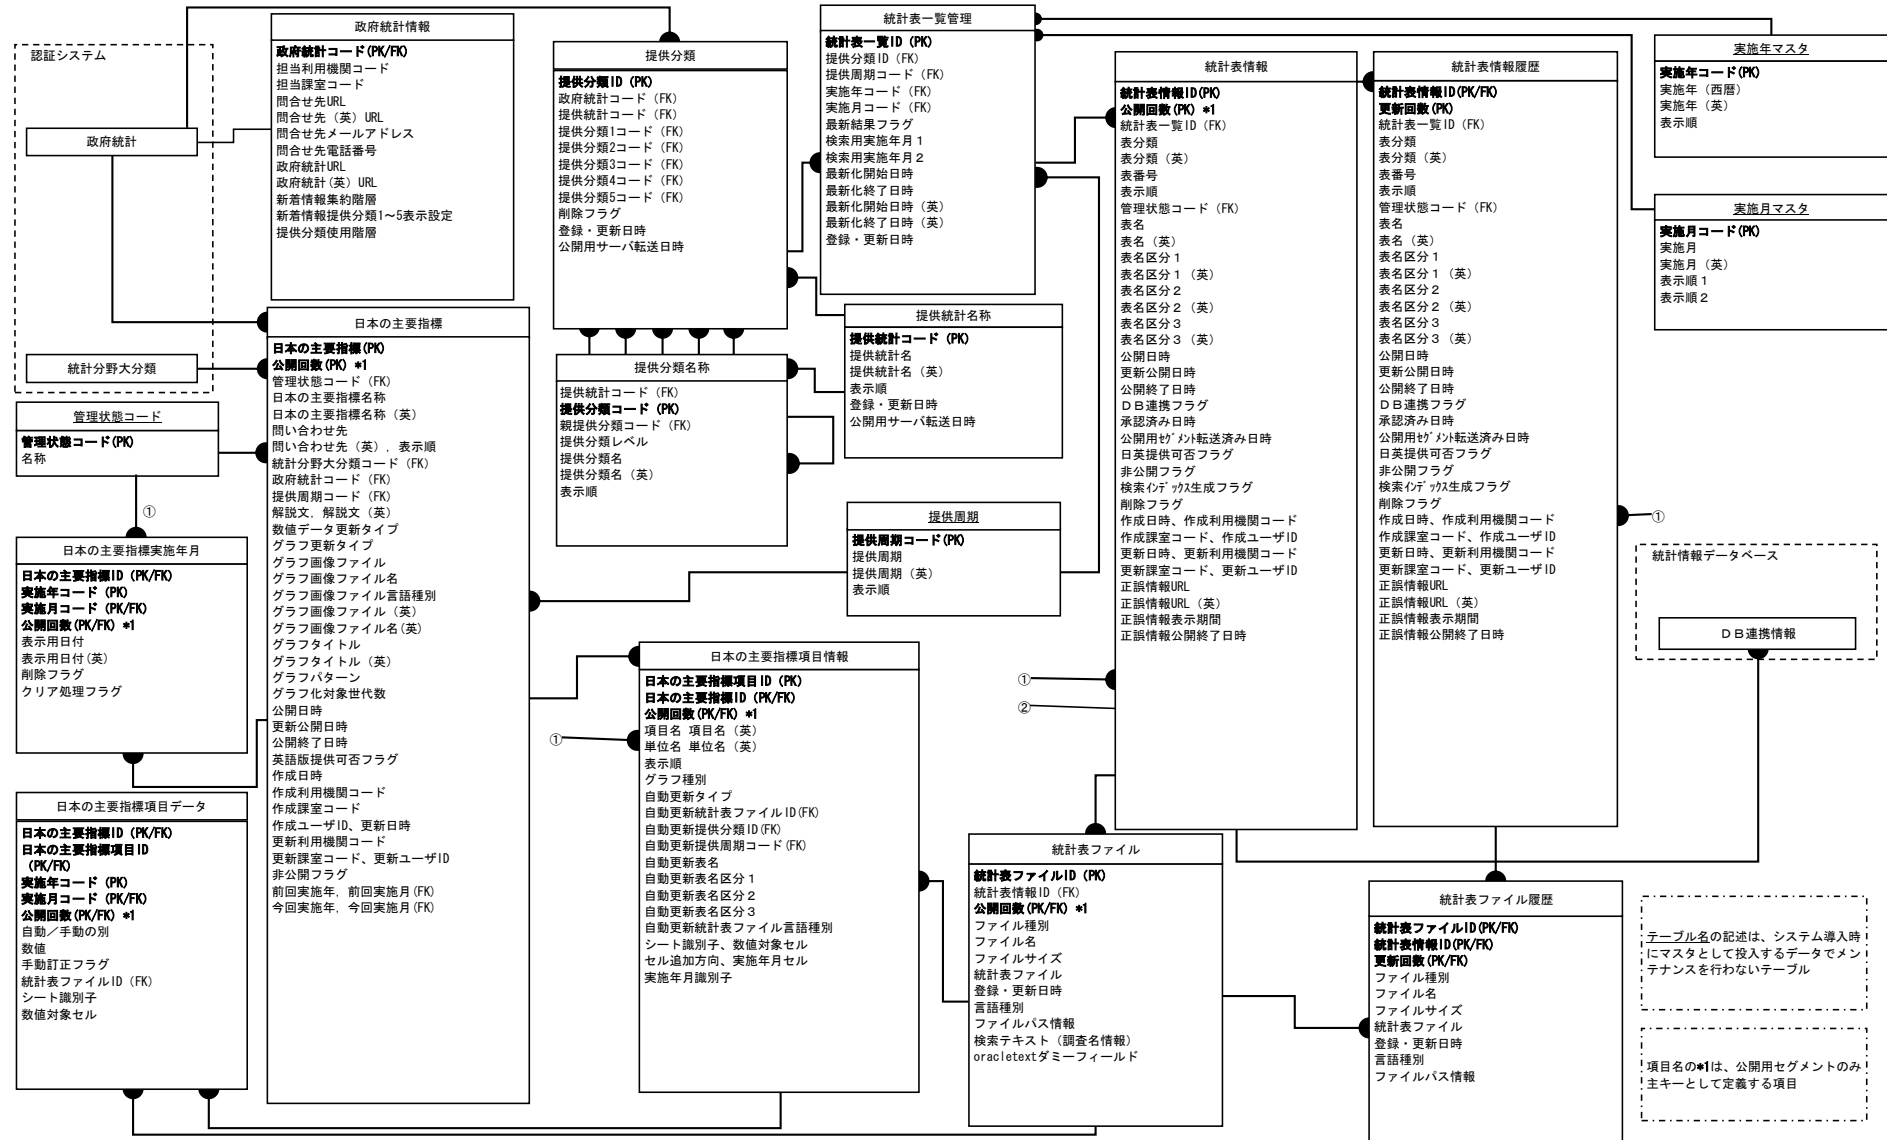 認証システム
政府統計
統計分野大分類
政府統計情報
政府統計コード(PK/FK)
担当利用機関コード
担当課室コード
問合せ先URL
問合せ先（英）URL
問合せ先メールアドレス
問合せ先電話番号
政府統計URL
政府統計(英）URL
新着情報集約階層
新着情報提供分類1～5表示設定
提供分類使用階層
提供分類
提供分類ID (PK)
政府統計コード（FK)
提供統計コード（FK)
提供分類1コード（FK)
提供分類2コード（FK)
提供分類3コード（FK)
提供分類4コード（FK)
提供分類5コード（FK)
削除フラグ
登録・更新日時
公開用サーバ転送日時
統計表一覧管理
統計表一覧ID (PK)
提供分類ID（FK)
提供周期コード（FK)
実施年コード（FK)
実施月コード（FK)
最新結果フラグ
検索用実施年月１
検索用実施年月２
最新化開始日時
最新化終了日時
最新化開始日時（英）
最新化終了日時（英）
登録・更新日時
統計表情報
統計表情報ID(PK)
公開回数(PK) *1
統計表一覧ID（FK)
表分類
表分類（英）
表番号
表示順
管理状態コード（FK)
表名
表名（英）
表名区分１
表名区分１（英）
表名区分２
表名区分２（英）
表名区分３
表名区分３（英）
公開日時
更新公開日時
公開終了日時
ＤＢ連携フラグ
承認済み日時
公開用ｾｸﾞﾒﾝﾄ転送済み日時
日英提供可否フラグ
非公開フラグ
検索ｲﾝﾃﾞｯｸｽ生成フラグ
削除フラグ
作成日時、作成利用機関コード
作成課室コード、作成ユーザID
更新日時、更新利用機関コード
更新課室コード、更新ユーザID
正誤情報URL
正誤情報URL（英）
正誤情報表示期間
正誤情報公開終了日時
統計表情報履歴
統計表情報ID(PK/FK)
更新回数(PK)
統計表一覧ID（FK)
表分類
表分類（英）
表番号
表示順
管理状態コード（FK)
表名
表名（英）
表名区分１
表名区分１（英）
表名区分２
表名区分２（英）
表名区分３
表名区分３（英）
公開日時
更新公開日時
公開終了日時
ＤＢ連携フラグ
承認済み日時
公開用ｾｸﾞﾒﾝﾄ転送済み日時
日英提供可否フラグ
非公開フラグ
検索ｲﾝﾃﾞｯｸｽ生成フラグ
削除フラグ
作成日時、作成利用機関コード
作成課室コード、作成ユーザID
更新日時、更新利用機関コード
更新課室コード、更新ユーザID
正誤情報URL
正誤情報URL（英）
正誤情報表示期間
正誤情報公開終了日時
実施年マスタ
実施年コード(PK)
実施年（西暦）
実施年（英）
表示順
実施月マスタ
実施月コード(PK)
実施月
実施月（英）
表示順１
表示順２
日本の主要指標
日本の主要指標(PK)
公開回数(PK) *1
管理状態コード（FK)
日本の主要指標名称
日本の主要指標名称（英）
問い合わせ先
問い合わせ先（英）, 表示順
統計分野大分類コード（FK)
政府統計コード（FK)
提供周期コード（FK)
解説文, 解説文（英）
数値データ更新タイプ
グラフ更新タイプ
グラフ画像ファイル
グラフ画像ファイル名
グラフ画像ファイル言語種別
グラフ画像ファイル（英）
グラフ画像ファイル名(英）
グラフタイトル
グラフタイトル（英）
グラフパターン
グラフ化対象世代数
公開日時
更新公開日時
公開終了日時
英語版提供可否フラグ
作成日時
作成利用機関コード
作成課室コード
作成ユーザID、更新日時
更新利用機関コード
更新課室コード、更新ユーザID
非公開フラグ
前回実施年, 前回実施月(FK)
今回実施年, 今回実施月(FK)
提供統計名称
提供統計コード（PK)
提供統計名
提供統計名（英）
表示順
登録・更新日時
公開用サーバ転送日時
提供分類名称
提供統計コード（FK)
提供分類コード（PK)
親提供分類コード（FK)
提供分類レベル
提供分類名
提供分類名（英）
表示順
管理状態コード
管理状態コード(PK)
名称
①
提供周期
提供周期コード(PK)
提供周期
提供周期（英）
表示順
①
日本の主要指標実施年月
日本の主要指標ID (PK/FK)
実施年コード（PK)
実施月コード（PK/FK)
公開回数(PK/FK) *1
表示用日付
表示用日付(英)
削除フラグ
クリア処理フラグ
統計情報データベース
ＤＢ連携情報
日本の主要指標項目情報
日本の主要指標項目ID (PK)
日本の主要指標ID (PK/FK)
公開回数(PK/FK) *1
項目名 項目名（英）
単位名 単位名（英）
表示順
グラフ種別
自動更新タイプ
自動更新統計表ファイルID(FK)
自動更新提供分類ID(FK)
自動更新提供周期コード(FK)
自動更新表名
自動更新表名区分１
自動更新表名区分２
自動更新表名区分３
自動更新統計表ファイル言語種別
シート識別子、数値対象セル
セル追加方向、実施年月セル
実施年月識別子
①
①
②
日本の主要指標項目データ
日本の主要指標ID (PK/FK)
日本の主要指標項目ID
（PK/FK)
実施年コード（PK)
実施月コード（PK/FK)
公開回数(PK/FK) *1
自動／手動の別
数値
手動訂正フラグ
統計表ファイルID（FK)
シート識別子
数値対象セル
統計表ファイル
統計表ファイルID (PK)
統計表情報ID（FK)
公開回数(PK/FK) *1
ファイル種別
ファイル名
ファイルサイズ
統計表ファイル
登録・更新日時
言語種別
ファイルパス情報
検索テキスト（調査名情報）
oracletextダミーフィールド
統計表ファイル履歴
統計表ファイルID(PK/FK)
統計表情報ID(PK/FK)
更新回数(PK/FK)
ファイル種別
ファイル名
ファイルサイズ
統計表ファイル
登録・更新日時
言語種別
ファイルパス情報
テーブル名の記述は、システム導入時
にマスタとして投入するデータでメン
テナンスを行わないテーブル
項目名の*1は、公開用セグメントのみ
主キーとして定義する項目